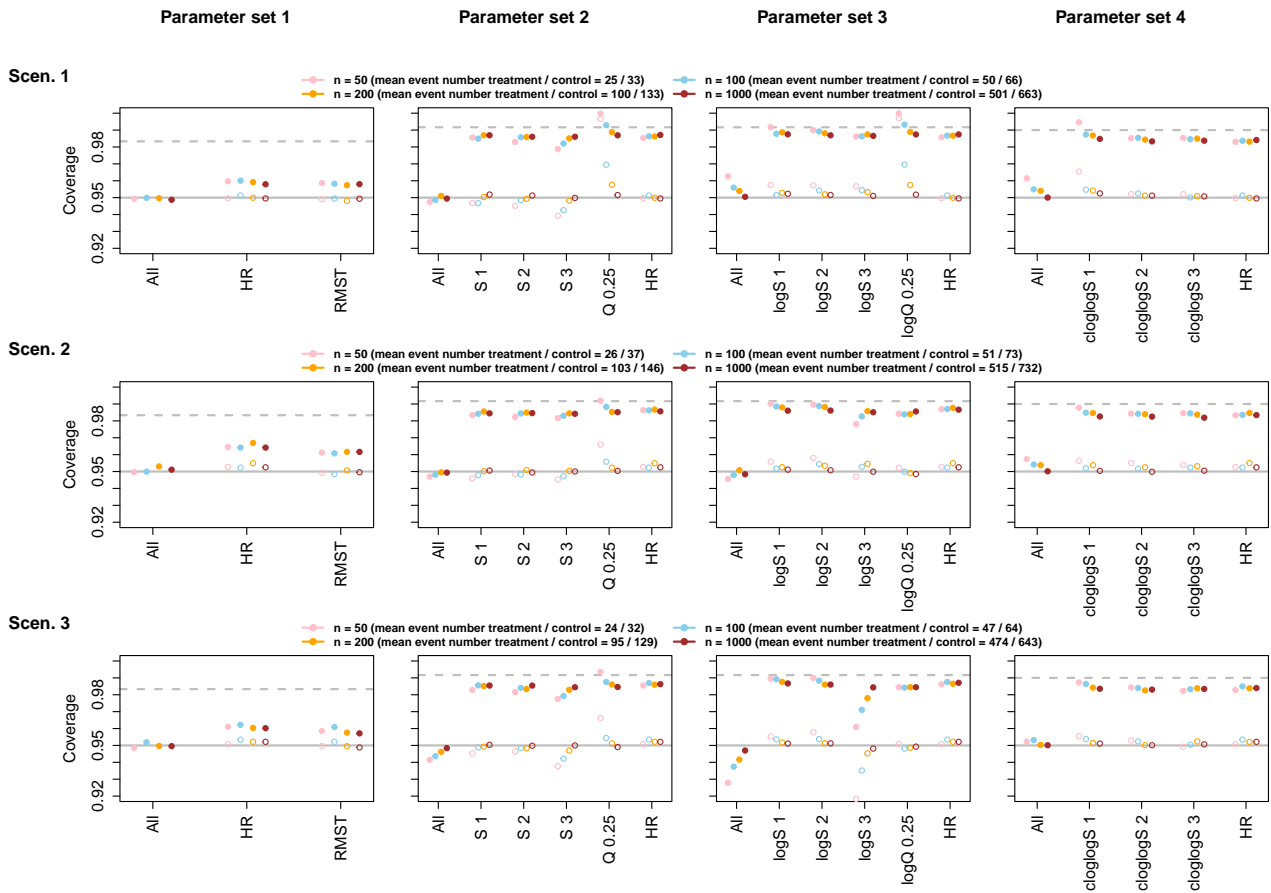 Parameter set 1 Parameter set 2 Parameter set 3 Parameter set 4
Scen. 1
n = 50 (mean event number treatment / control = 25 / 33) n = 100 (mean event number treatment / control = 50 / 66)
n = 200 (mean event number treatment / control = 100 / 133) n = 1000 (mean event number treatment / control = 501 / 663)
Coverage
0.98
0.95
0.92
All HR RMST
All S 1 S 2 S 3 Q 0.25 HR
All logS 1 logS 2 logS 3 logQ 0.25 HR
All cloglogS 1 cloglogS 2 cloglogS 3 HR
Scen. 2
n = 50 (mean event number treatment / control = 26 / 37) n = 100 (mean event number treatment / control = 51 / 73)
n = 200 (mean event number treatment / control = 103 / 146) n = 1000 (mean event number treatment / control = 515 / 732)
Coverage
0.98
0.95
0.92
All HR RMST
All S 1 S 2 S 3 Q 0.25 HR
All logS 1 logS 2 logS 3 logQ 0.25 HR
All cloglogS 1 cloglogS 2 cloglogS 3 HR
Scen. 3
n = 50 (mean event number treatment / control = 24 / 32) n = 100 (mean event number treatment / control = 47 / 64)
n = 200 (mean event number treatment / control = 95 / 129) n = 1000 (mean event number treatment / control = 474 / 643)
Coverage
0.98
0.95
0.92
All HR RMST
All S 1 S 2 S 3 Q 0.25 HR
All logS 1 logS 2 logS 3 logQ 0.25 HR
All cloglogS 1 cloglogS 2 cloglogS 3 HR